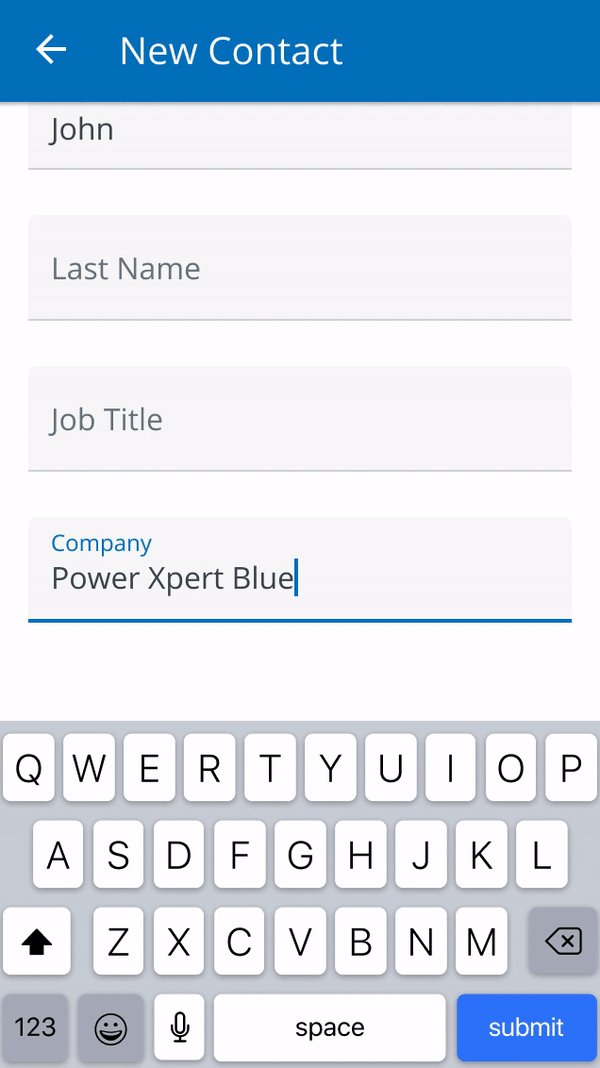 New Contact
John
Last Name
Job Title
Company
Power Xpert Blue
Q W E R T Y U I O P
A S D F G H J K L
Z X C V B N M
123 space submit